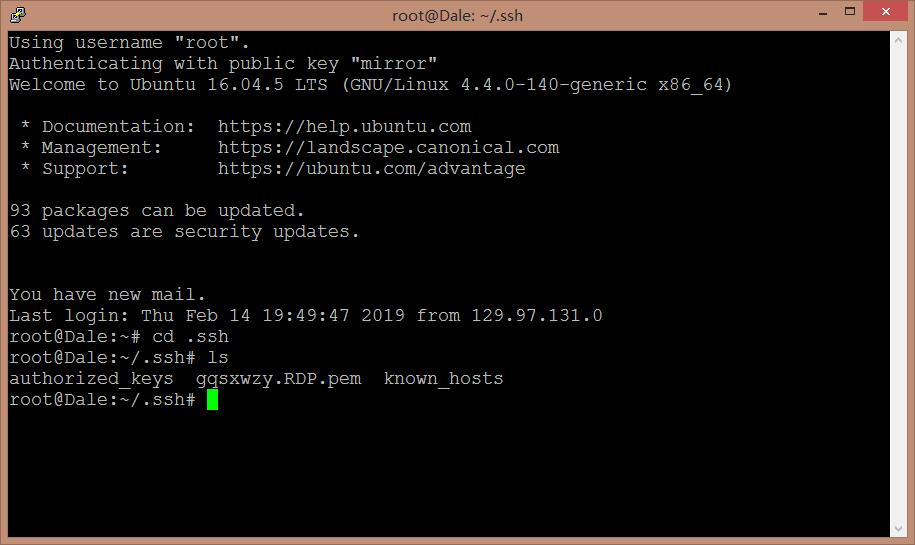 root@Dale: ~/.ssh
Using username "root".
Authenticating with public key "mirror"
Welcome to Ubuntu 16.04.5 LTS (GNU/Linux 4.4.0-140-generic x86_64)
* Documentation:  https://help.ubuntu.com
* Management:     https://landscape.canonical.com
* Support:        https://ubuntu.com/advantage
93 packages can be updated.
63 updates are security updates.
You have new mail.
Last login: Thu Feb 14 19:49:47 2019 from 129.97.131.0
root@Dale:~# cd .ssh
root@Dale:~/.ssh# ls
authorized_keys  gqsxwzy.RDP.pem  known_hosts
root@Dale:~/.ssh#